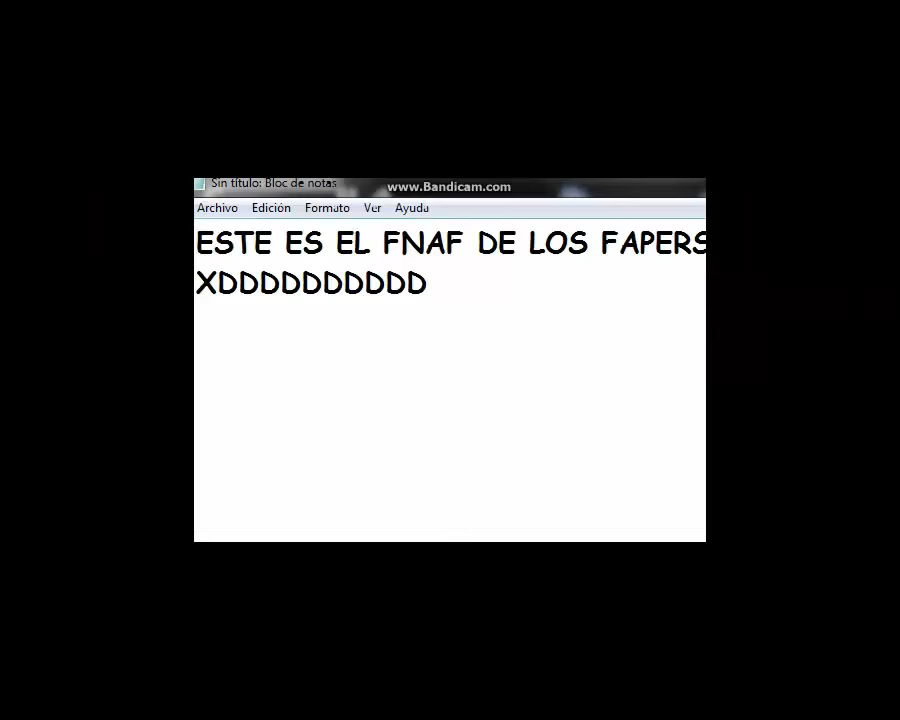 Sin título: Bloc de notas www.Bandicam.com
Archivo Edición Formato Ver Ayuda
ESTE ES EL FNAF DE LOS FAPERS
XDDDDDDDDDD